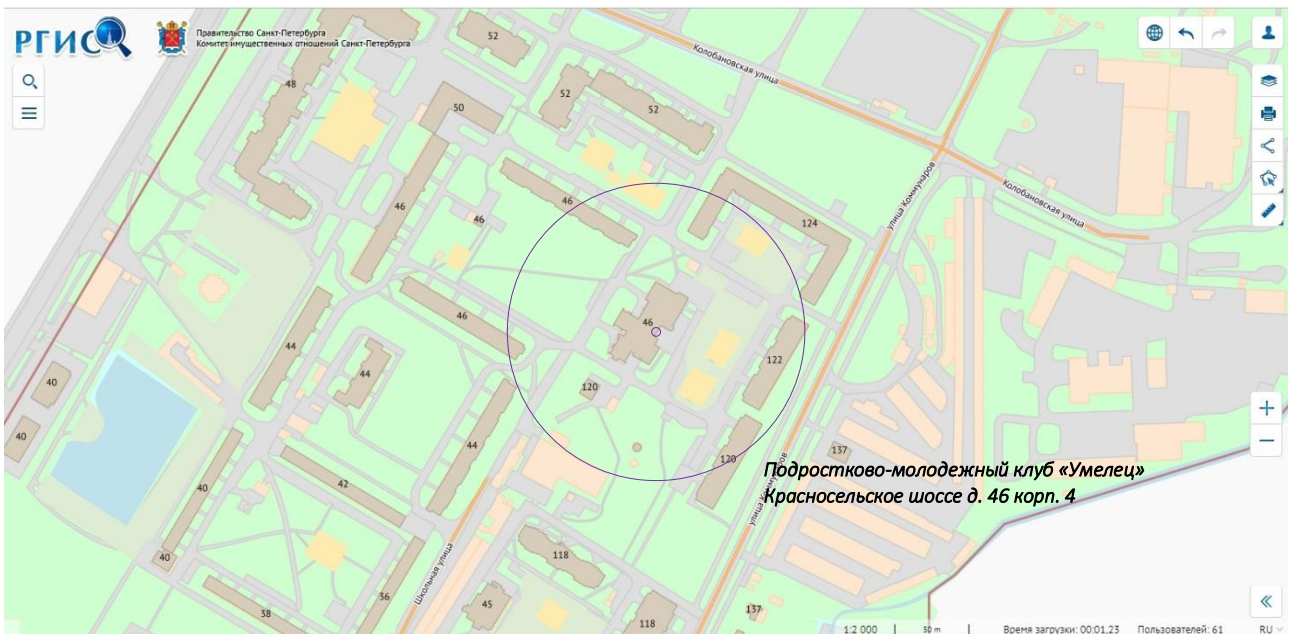 РГИС
Правительство Санкт-Петербурга
Комитет имущественных отношений Санкт-Петербурга
52
Колобановская улица
48
50
52
52
46
46
46
124
улица Коммунаров
Колобановская улица
46
46
44
44
122
40
120
40
44
120
137
Подростково-молодежный клуб «Умелец»
Красносельское шоссе д. 46 корп. 4
42
40
улица Коммунаров
40
118
Школьная улица
36
38
45
118
137
1:2 000
50 m
Время загрузки: 00:01,23
Пользователей: 61
RU